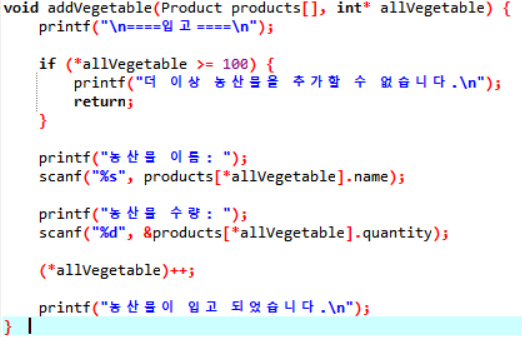 void addVegetable(Product products[], int* allVegetable) {
    printf("\n====입고====\n");

    if (*allVegetable >= 100) {
        printf("더 이상 농산물을 추가할 수 없습니다.\n");
        return;
    }

    printf("농산물 이름: ");
    scanf("%s", products[*allVegetable].name);

    printf("농산물 수량: ");
    scanf("%d", &products[*allVegetable].quantity);

    (*allVegetable)++;

    printf("농산물이 입고 되었습니다.\n");
}